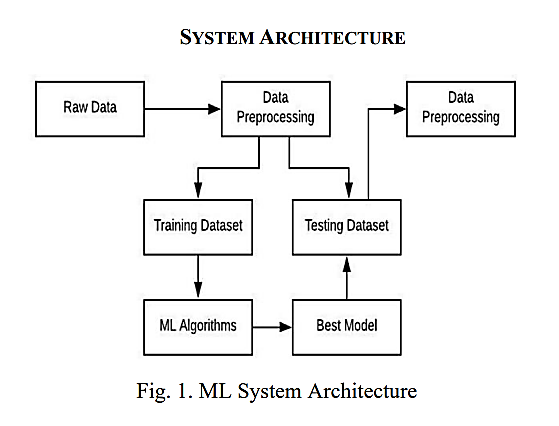 SYSTEM ARCHITECTURE
Raw Data
Data
Preprocessing
Data
Preprocessing
Training Dataset
Testing Dataset
ML Algorithms
Best Model
Fig. 1. ML System Architecture